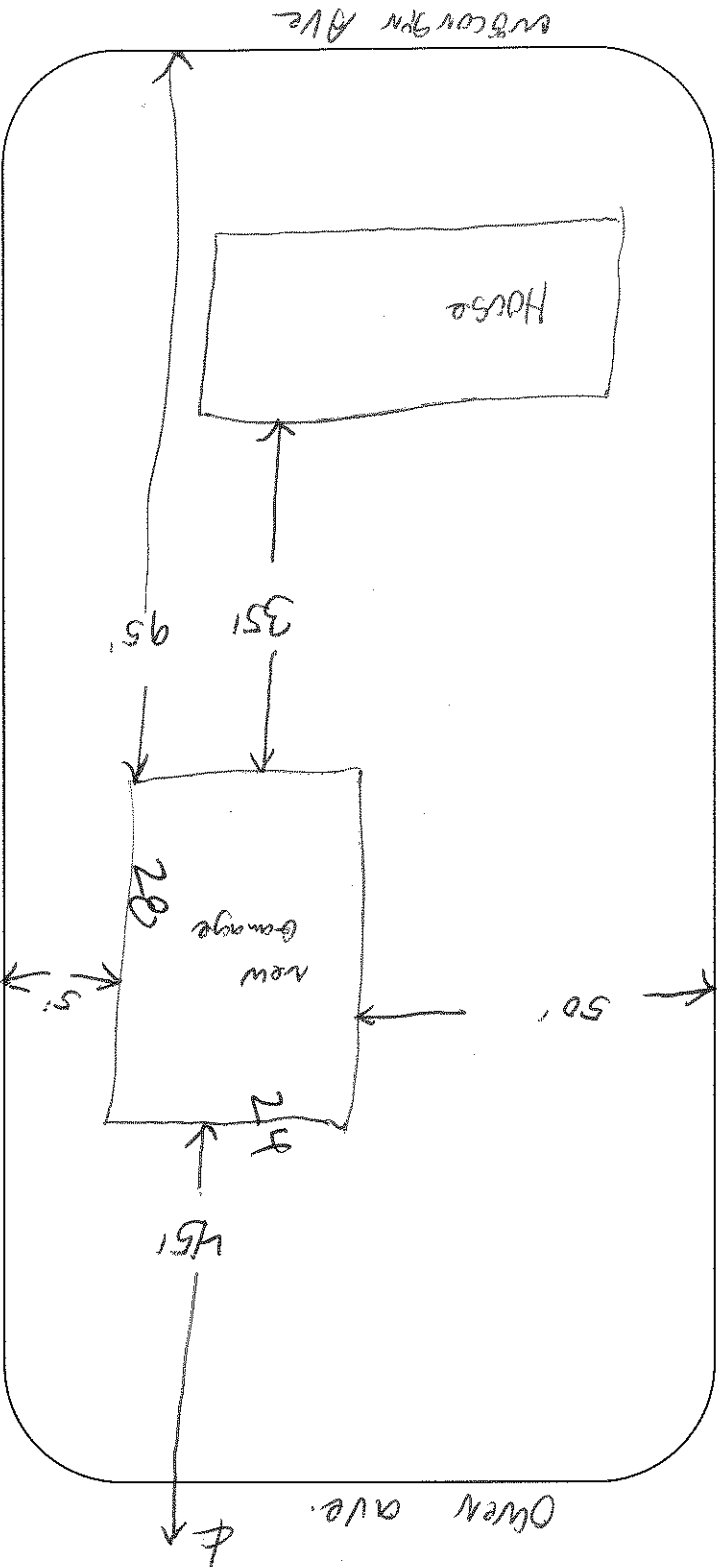 ℄
Owen ave.
45'
24
50'
5'
New
Garage
28
35' 95'
House
wisconsin Ave